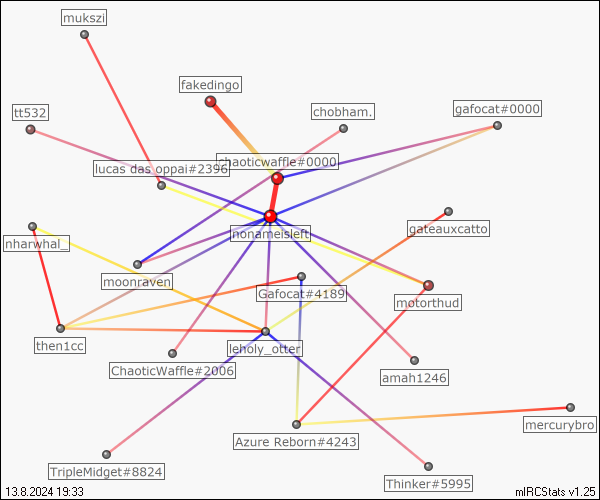 mukszi
fakedingo
tt532
chobham.
gafocat#0000
chaoticwaffle#0000
lucas das oppai#2396
gateauxcatto
nonameisleft
nharwhal_
moonraven
Gafocat#4189
motorthud
then1cc
leholy_otter
ChaoticWaffle#2006
amah1246
mercurybro
Azure Reborn#4243
TripleMidget#8824
Thinker#5995
13.8.2024 19:33
mIRCStats v1.25